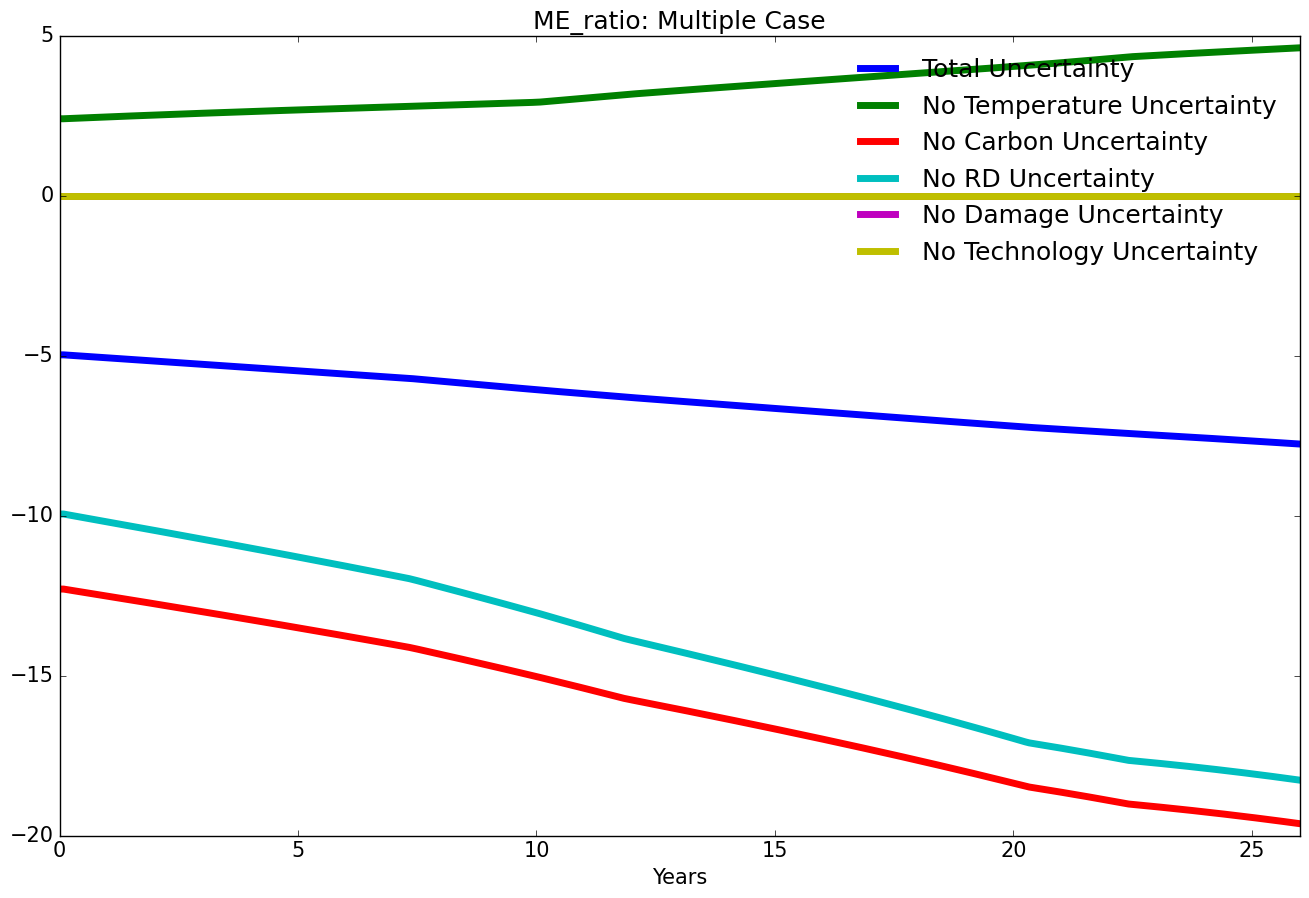 ME_ratio: Multiple Case
5
0
−5
−10
−15
−20
Total Uncertainty
No Temperature Uncertainty
No Carbon Uncertainty
No RD Uncertainty
No Damage Uncertainty
No Technology Uncertainty
0 5 10 15 20 25
Years